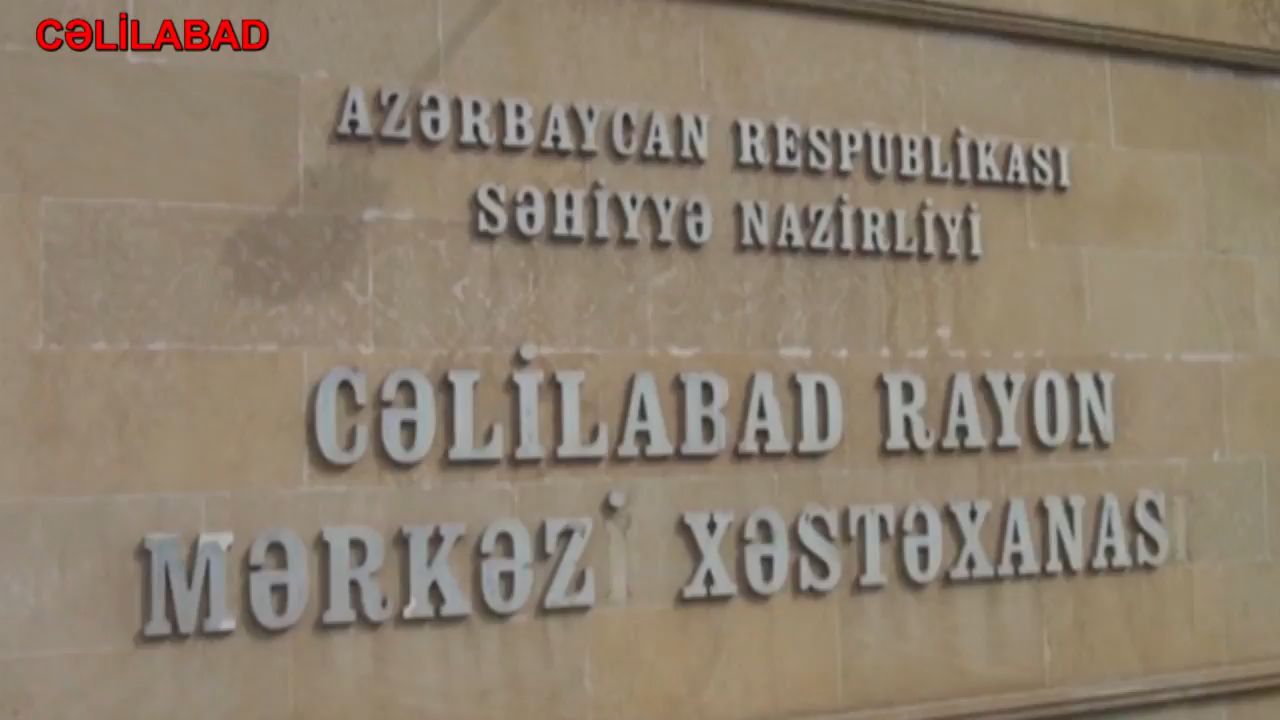 CƏLİLABAD
AZƏRBAYCAN RESPUBLİKASI
SƏHİYYƏ NAZİRLİYİ
CƏLİLABAD RAYON
MƏRKƏZİ XƏSTƏXANASI